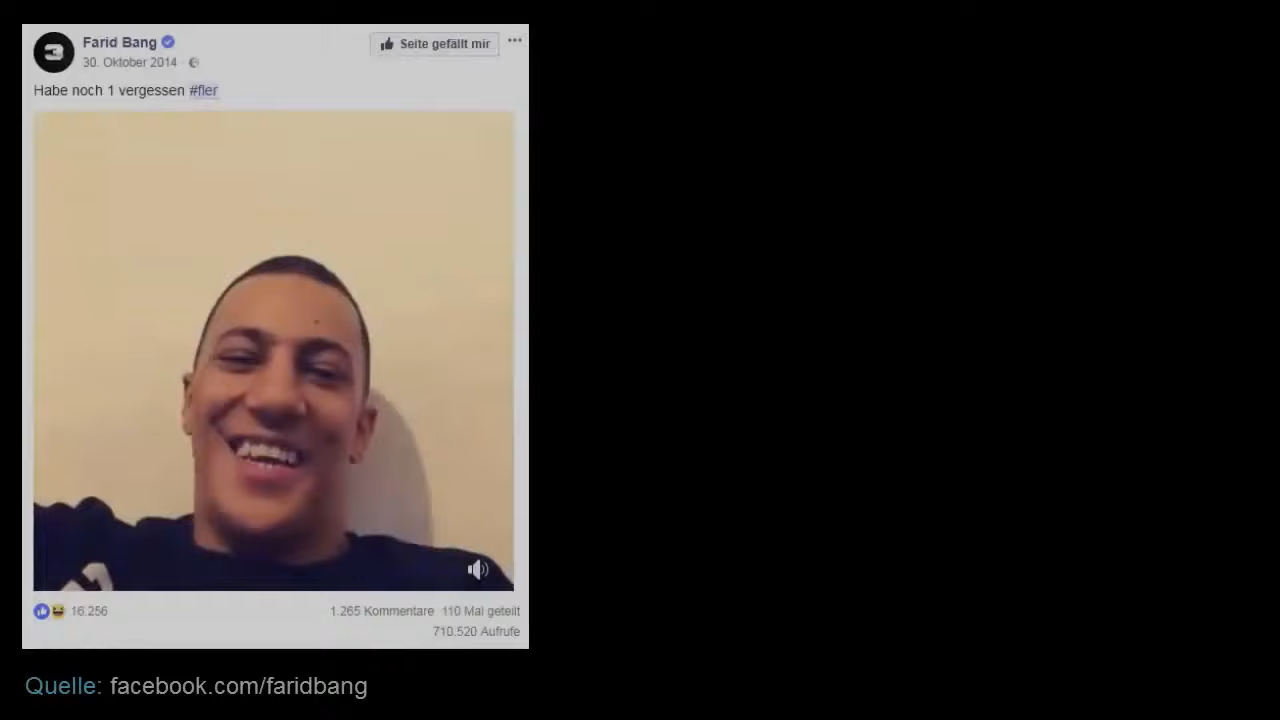 Farid Bang
Seite gefällt mir
30. Oktober 2014
Habe noch 1 vergessen #fler
16.256
1.265 Kommentare 110 Mal geteilt
710.520 Aufrufe
Quelle: facebook.com/faridbang